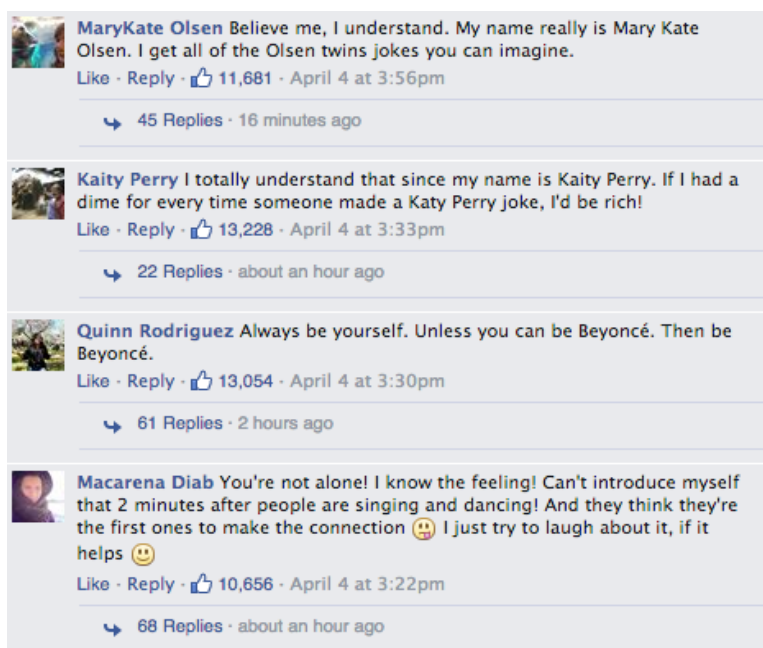 MaryKate Olsen Believe me, I understand. My name really is Mary Kate
Olsen. I get all of the Olsen twins jokes you can imagine.
Like · Reply · 11,681 · April 4 at 3:56pm
45 Replies · 16 minutes ago
Kaity Perry I totally understand that since my name is Kaity Perry. If I had a
dime for every time someone made a Katy Perry joke, I'd be rich!
Like · Reply · 13,228 · April 4 at 3:33pm
22 Replies · about an hour ago
Quinn Rodriguez Always be yourself. Unless you can be Beyoncé. Then be
Beyoncé.
Like · Reply · 13,054 · April 4 at 3:30pm
61 Replies · 2 hours ago
Macarena Diab You're not alone! I know the feeling! Can't introduce myself
that 2 minutes after people are singing and dancing! And they think they're
the first ones to make the connection I just try to laugh about it, if it
helps
Like · Reply · 10,656 · April 4 at 3:22pm
68 Replies · about an hour ago